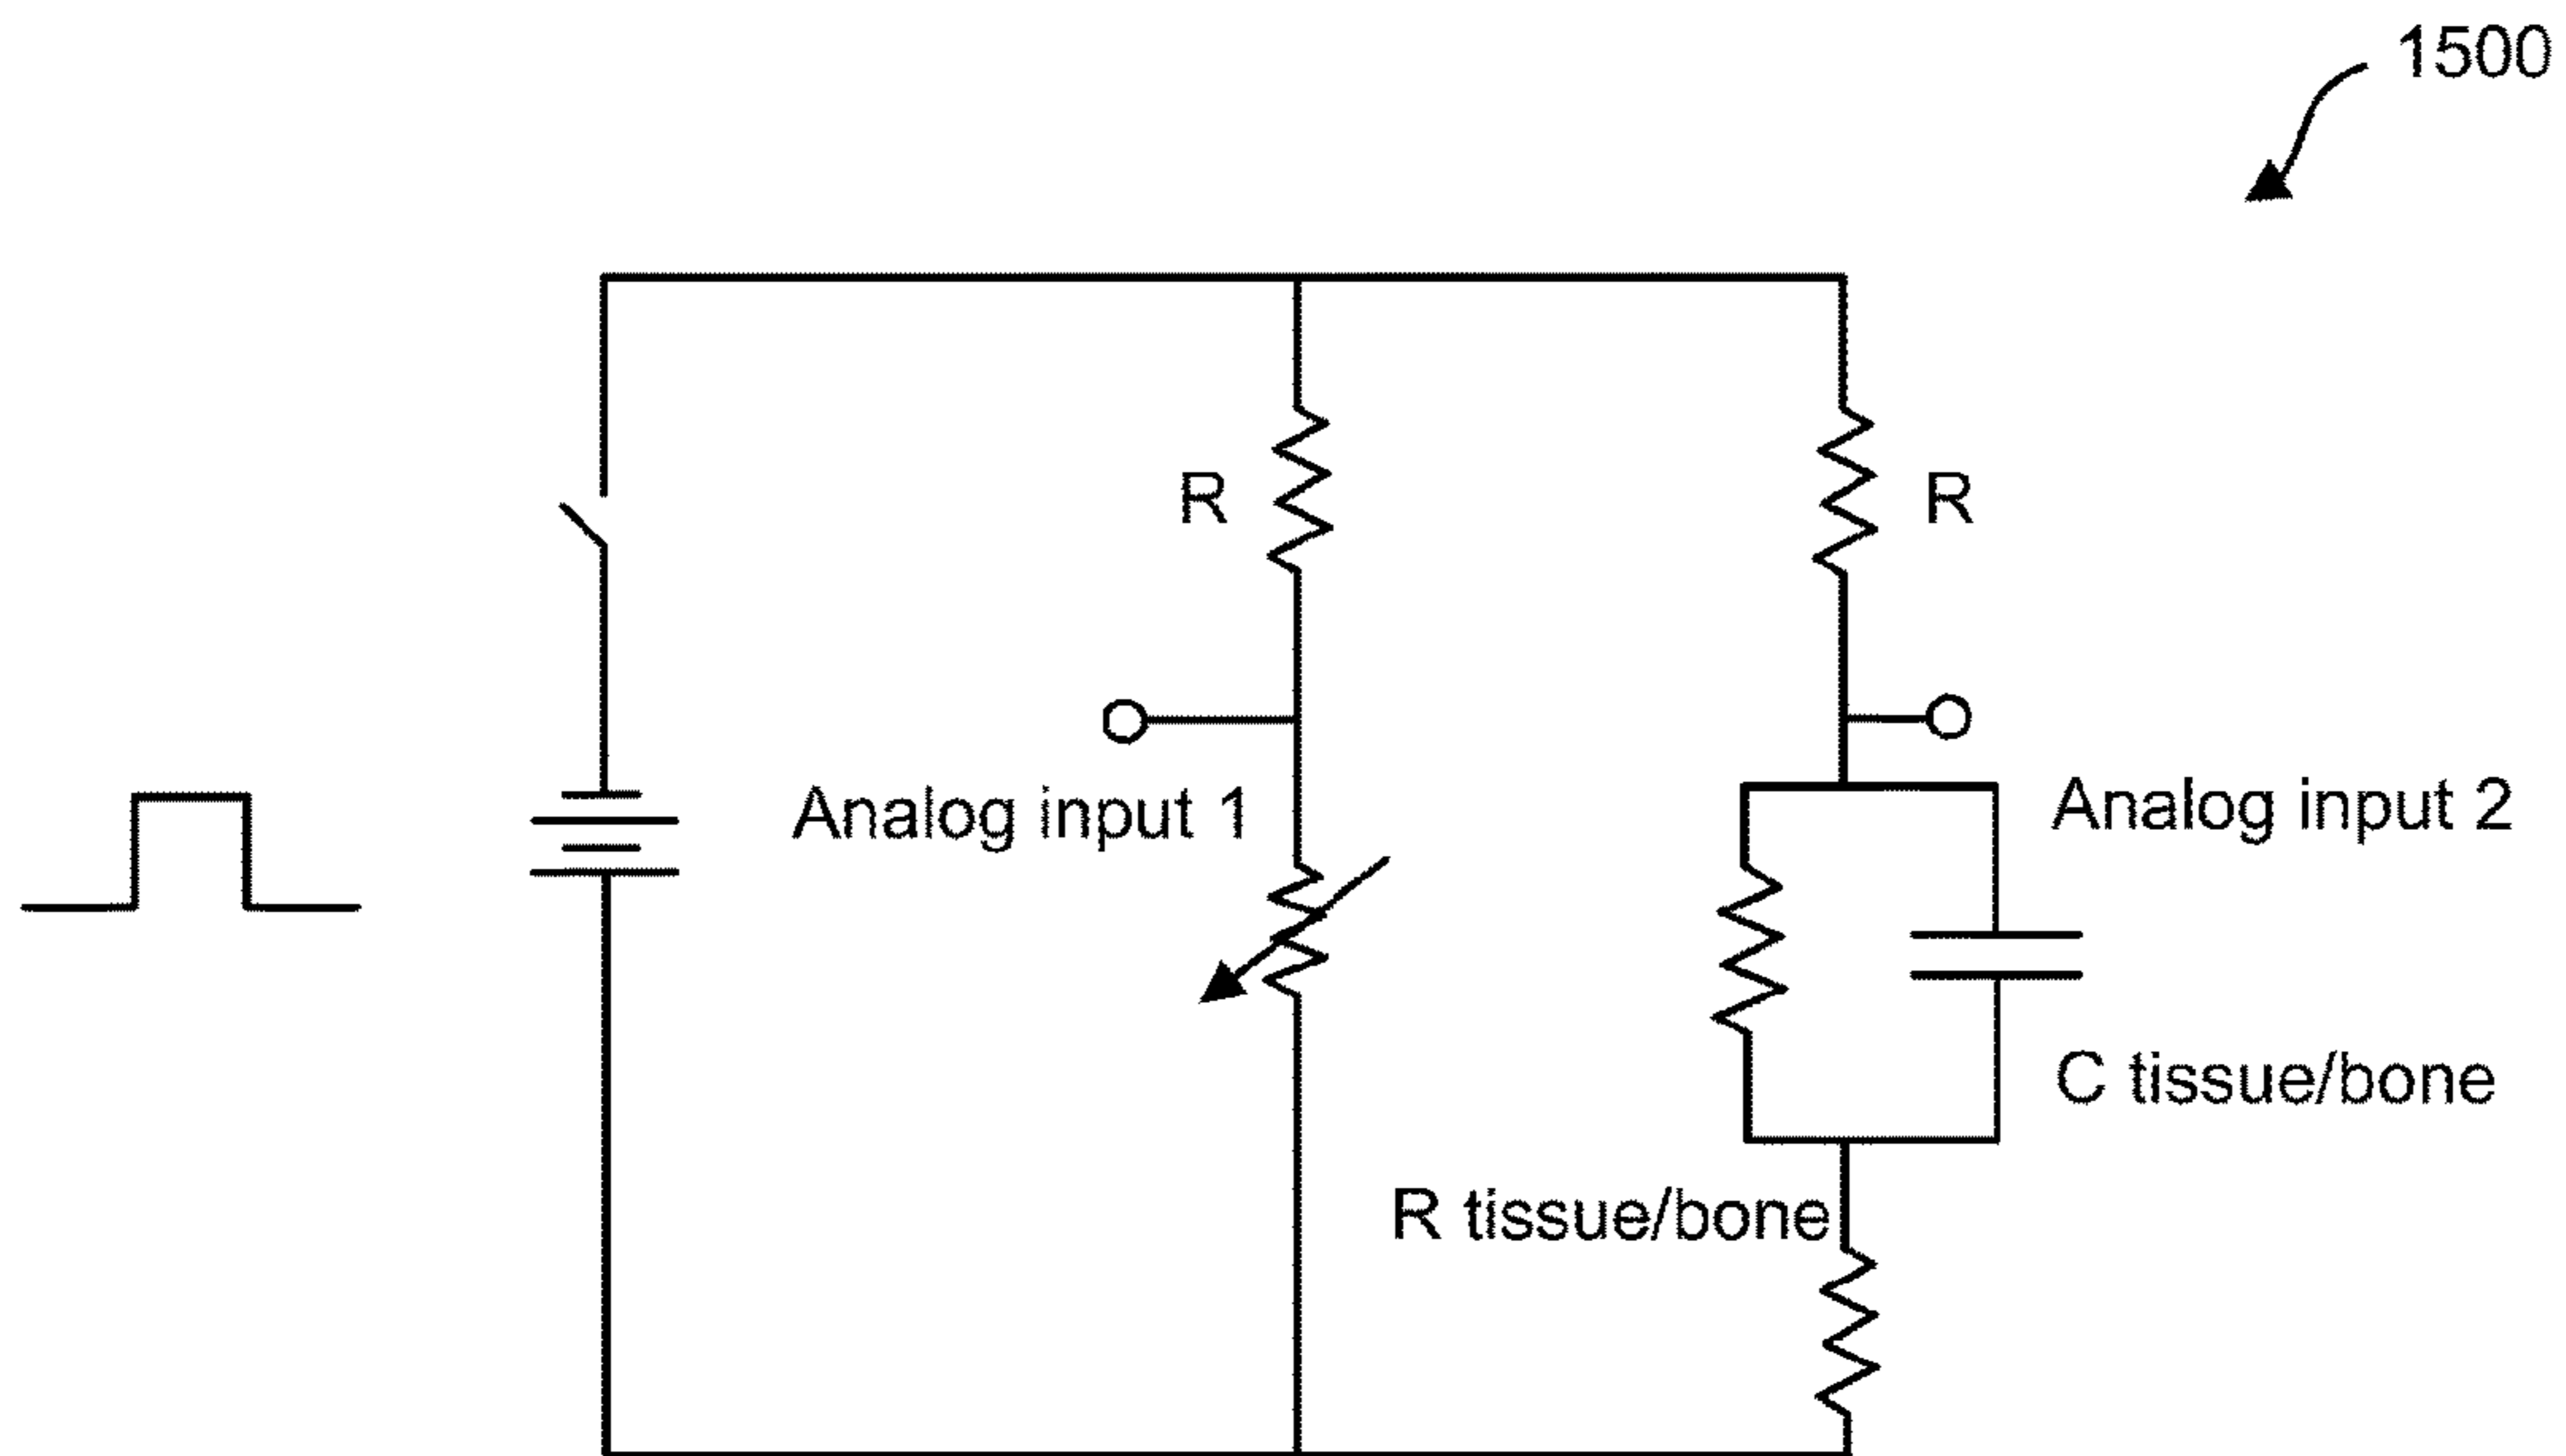 1500
R
R
Analog input 1
Analog input 2
C tissue/bone
R tissue/bone